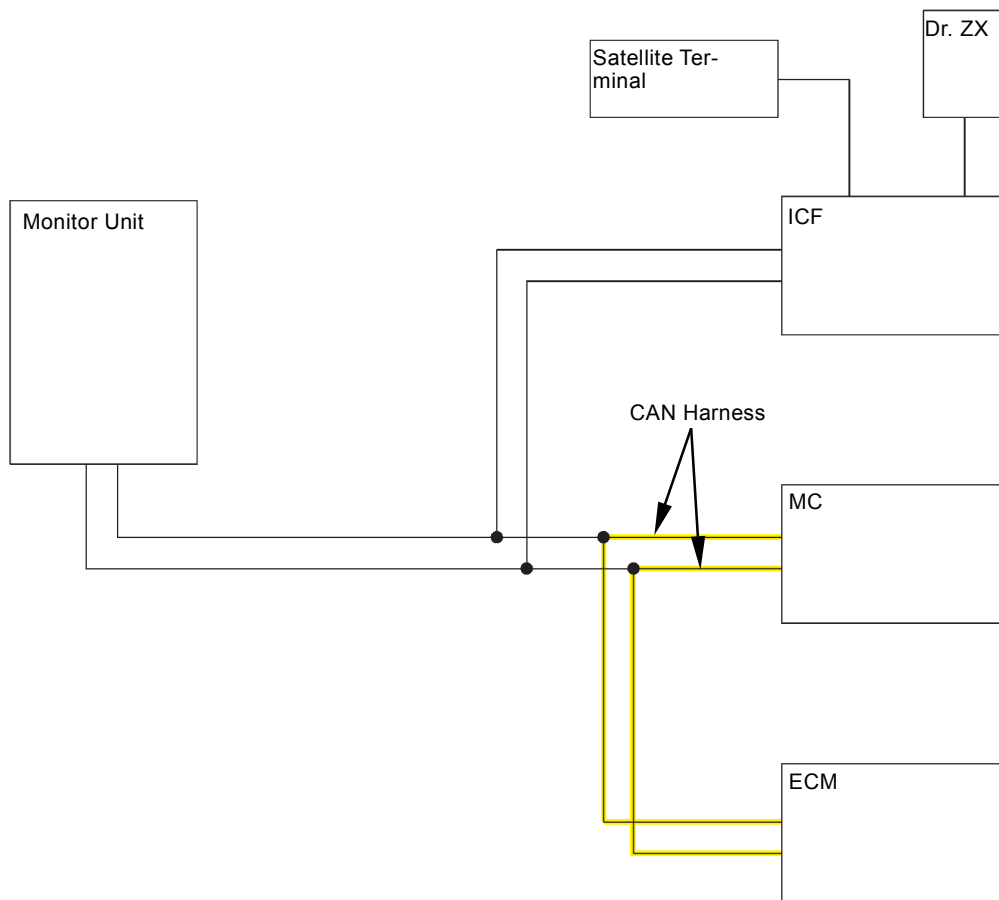 Dr. ZX
Satellite Ter-
minal
Monitor Unit
ICF
CAN Harness
MC
ECM